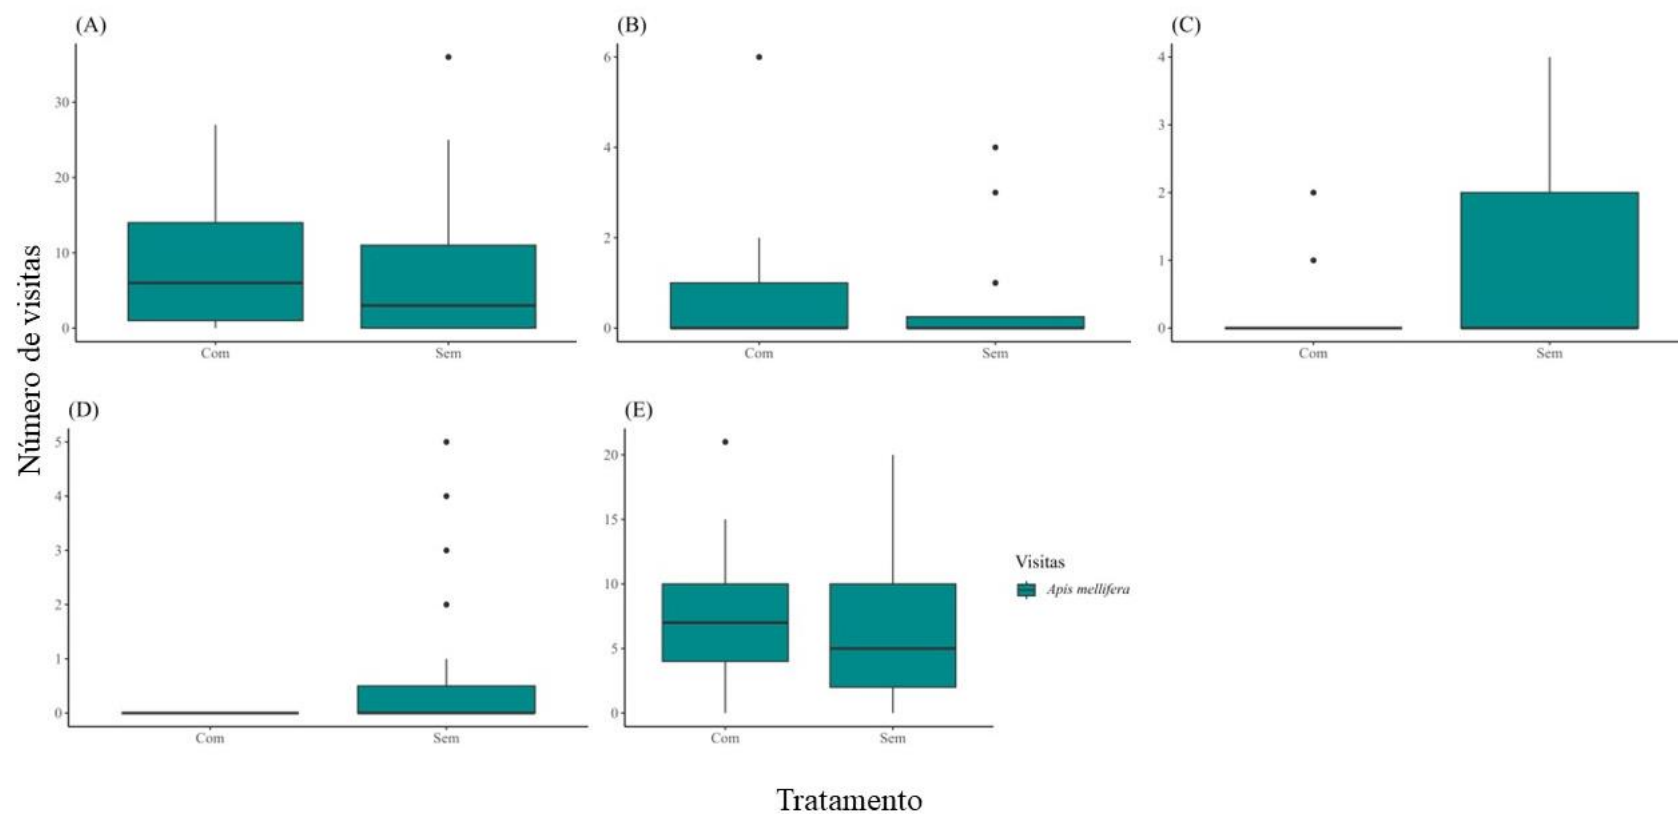 (A)
30
20
10
0
Com
Sem
(B)
6
4
2
0
Com
Sem
(C)
4
3
2
1
0
Com
Sem
Número de visitas
(D)
5
4
3
2
1
0
Com
Sem
(E)
20
15
10
5
0
Com
Sem
Visitas
Apis mellifera
Tratamento